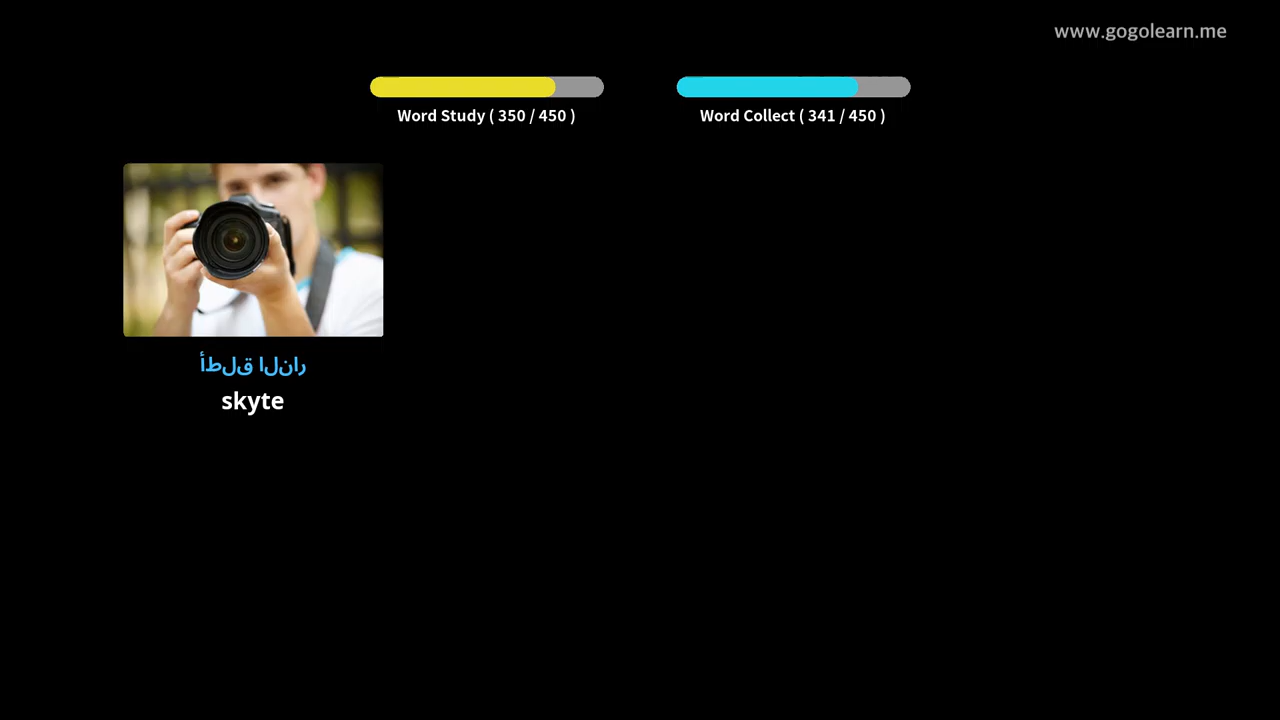 www.gogolearn.me
Word Study ( 350 / 450 )
Word Collect ( 341 / 450 )
أطلق النار
skyte